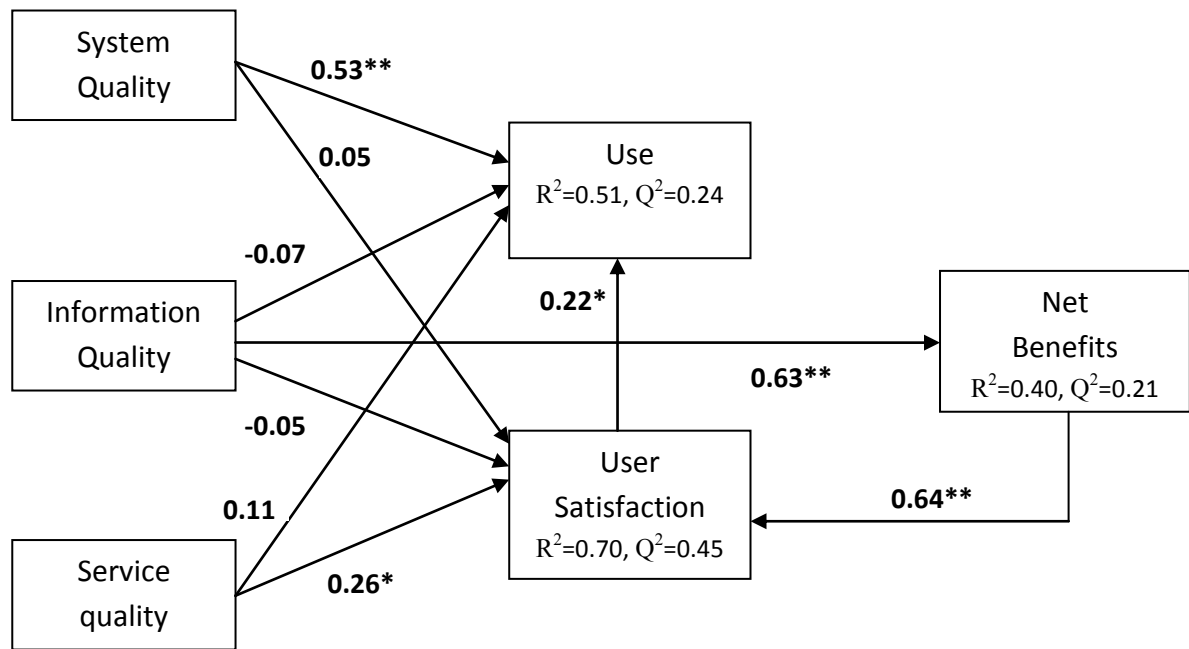 System
Quality
0.53**
0.05
Use
R²=0.51, Q²=0.24
-0.07
Information
Quality
0.22*
Net
Benefits
R²=0.40, Q²=0.21
0.63**
-0.05
User
Satisfaction
R²=0.70, Q²=0.45
0.64**
0.11
Service
quality
0.26*